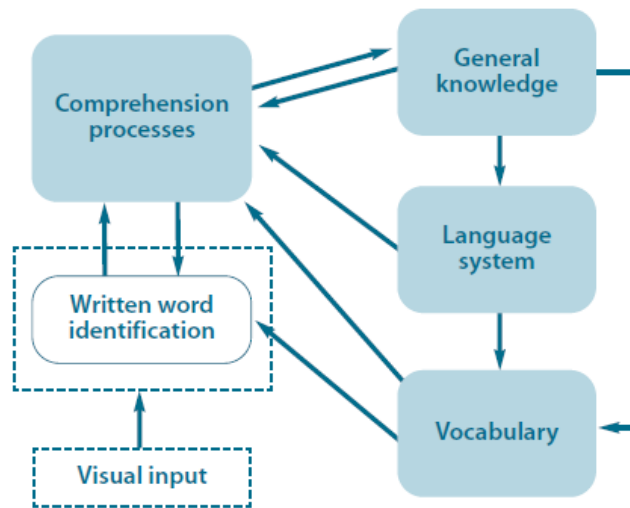 General
knowledge
Comprehension
processes
Language
system
Written word
identification
Vocabulary
Visual input